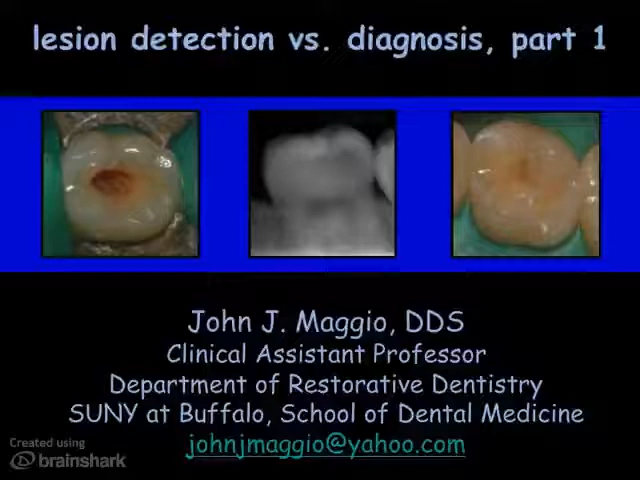 lesion detection vs. diagnosis, part 1
John J. Maggio, DDS
Clinical Assistant Professor
Department of Restorative Dentistry
SUNY at Buffalo, School of Dental Medicine
johnjmaggio@yahoo.com
Created using
brainshark